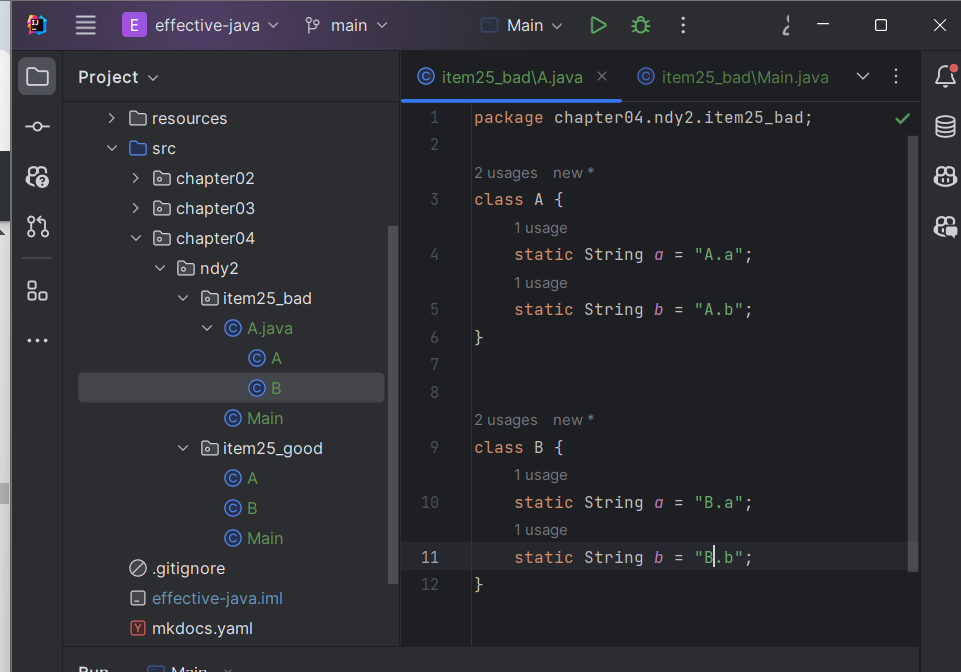 E effective-java main Main
Project
resources
src
chapter02
chapter03
chapter04
ndy2
item25_bad
A.java
A
B
Main
item25_good
A
B
Main
.gitignore
effective-java.iml
mkdocs.yaml
item25_bad\A.java item25_bad\Main.java
1 package chapter04.ndy2.item25_bad;
2
2 usages new *
3 class A {
1 usage
4 static String a = "A.a";
1 usage
5 static String b = "A.b";
6 }
7
8
2 usages new *
9 class B {
1 usage
10 static String a = "B.a";
1 usage
11 static String b = "B.b";
12 }
Run Main